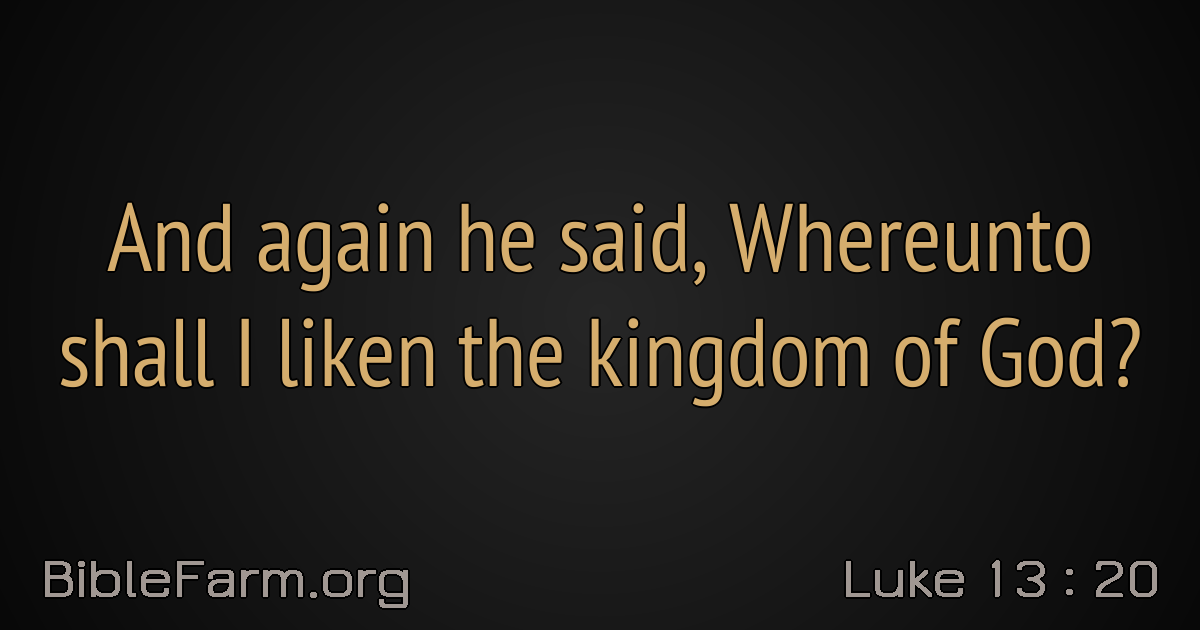 And again he said, Whereunto
shall I liken the kingdom of God?
BibleFarm.org
Luke 13 : 20